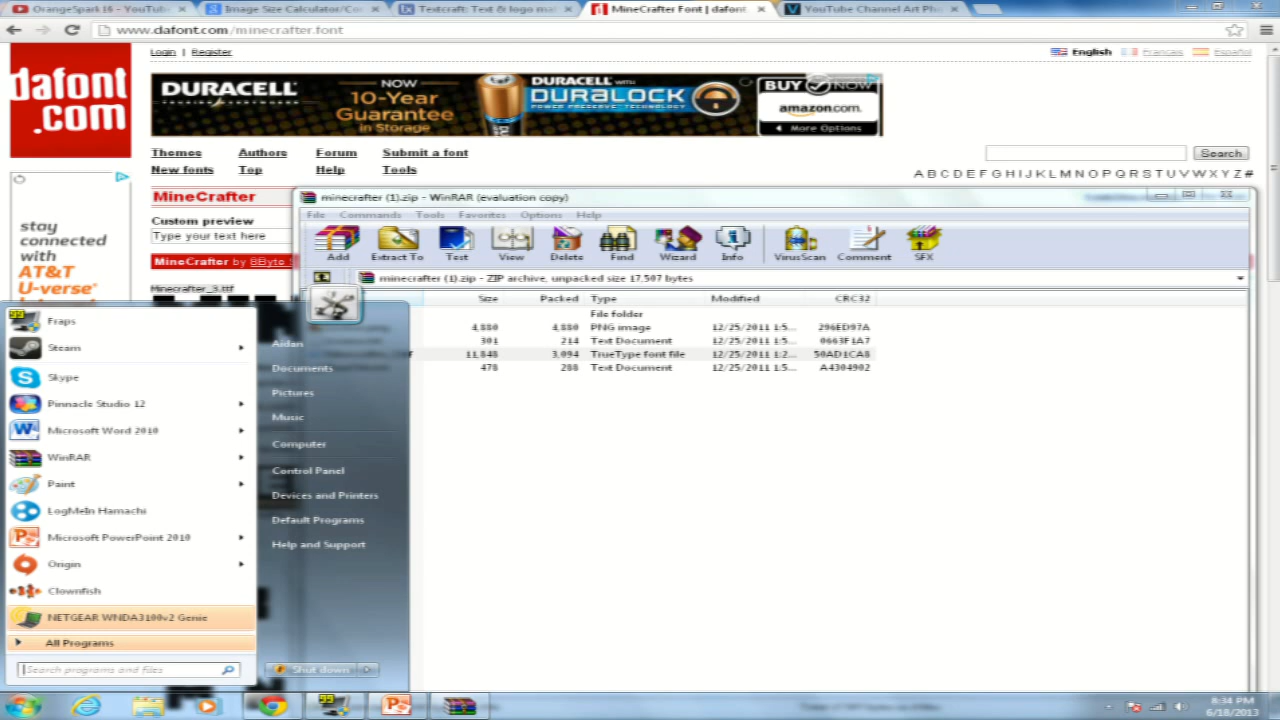 OrangeSpark16 - YouTub
Image Size Calculator/Co
Textcraft: Text & logo ma
MineCrafter Font | dafont
YouTube Channel Art Ph
www.dafont.com/minecrafter.font
dafont
.com
Login | Register
English
Français
Español
DURACELL
NOW
10-Year
Guarantee
in Storage
DURACELL WITH
DURALOCK
POWER PRESERVE TECHNOLOGY
BUY NOW
amazon.com.
More Options
Themes Authors Forum Submit a font
New fonts Top Help Tools
Search
A B C D E F G H I J K L M N O P Q R S T U V W X Y Z #
stay
connected
with
AT&T
U-verse
MineCrafter
Custom preview
Type your text here
MineCrafter by BByte
Minecrafter_3.ttf
minecrafter (1).zip - WinRAR (evaluation copy)
File Commands Tools Favorites Options Help
Add Extract To Test View Delete Find Wizard Info VirusScan Comment SFX
minecrafter (1).zip - ZIP archive, unpacked size 17,507 bytes
Size Packed Type Modified CRC32
File folder
4,880 4,880 PNG image 12/25/2011 1:5... 296ED97A
301 214 Text Document 12/25/2011 1:5... 0663F1A7
11,848 3,094 TrueType font file 12/25/2011 1:2... 50AD1CA8
478 288 Text Document 12/25/2011 1:5... A4304902
Fraps
Steam
Skype
Pinnacle Studio 12
Microsoft Word 2010
WinRAR
Paint
LogMeIn Hamachi
Microsoft PowerPoint 2010
Origin
Clownfish
NETGEAR WNDA3100v2 Genie
All Programs
Search programs and files
Aidan
Documents
Pictures
Music
Computer
Control Panel
Devices and Printers
Default Programs
Help and Support
Shut down
8:34 PM
6/18/2013